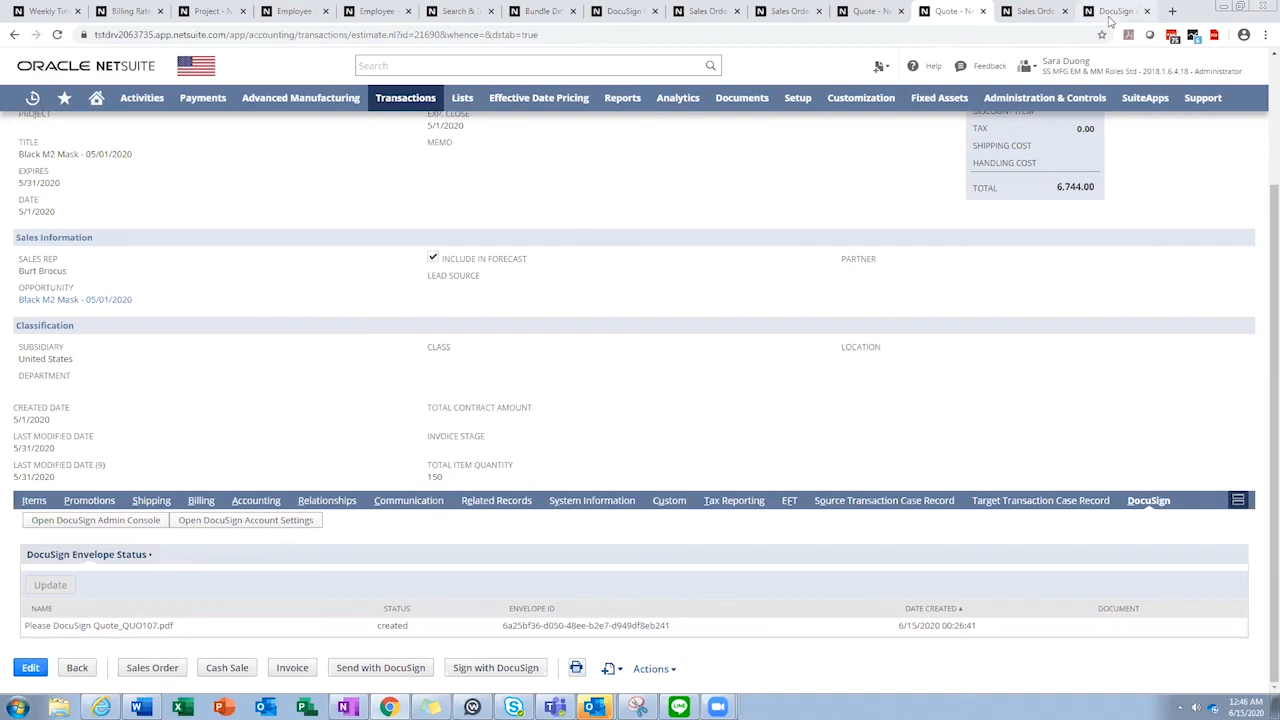 Weekly Tim
Billing Rate
Project - N
Employee
Employee
Search &
Bundle De
DocuSign
Sales Orde
Sales Orde
Quote - Ne
Quote - Ne
Sales Orde
DocuSign
tstdrv2063735.app.netsuite.com/app/accounting/transactions/estimate.nl?id=21690&whence=&dstab=true
ORACLE NETSUITE
Search
Help
Feedback
Sara Duong
SS MFG EM & MM Roles Std - 2018.1.6.4.18 - Administrator
Activities
Payments
Advanced Manufacturing
Transactions
Lists
Effective Date Pricing
Reports
Analytics
Documents
Setup
Customization
Fixed Assets
Administration & Controls
SuiteApps
Support
PROJECT
EXP. CLOSE
5/1/2020
DISCOUNT ITEM
TAX 0.00
TITLE
Black M2 Mask - 05/01/2020
MEMO
SHIPPING COST
HANDLING COST
EXPIRES
5/31/2020
TOTAL 6,744.00
DATE
5/1/2020
Sales Information
SALES REP
Burt Brocus
INCLUDE IN FORECAST
LEAD SOURCE
PARTNER
OPPORTUNITY
Black M2 Mask - 05/01/2020
Classification
SUBSIDIARY
United States
CLASS
LOCATION
DEPARTMENT
CREATED DATE
5/1/2020
TOTAL CONTRACT AMOUNT
LAST MODIFIED DATE
5/31/2020
INVOICE STAGE
LAST MODIFIED DATE (9)
5/31/2020
TOTAL ITEM QUANTITY
150
Items
Promotions
Shipping
Billing
Accounting
Relationships
Communication
Related Records
System Information
Custom
Tax Reporting
EFT
Source Transaction Case Record
Target Transaction Case Record
DocuSign
Open DocuSign Admin Console
Open DocuSign Account Settings
DocuSign Envelope Status •
Update
NAME STATUS ENVELOPE ID DATE CREATED DOCUMENT
Please DocuSign Quote_QUO107.pdf created 6a25bf36-d050-48ee-b2e7-d949df8eb241 6/15/2020 00:26:41
Edit
Back
Sales Order
Cash Sale
Invoice
Send with DocuSign
Sign with DocuSign
Actions
12:46 AM
6/15/2020